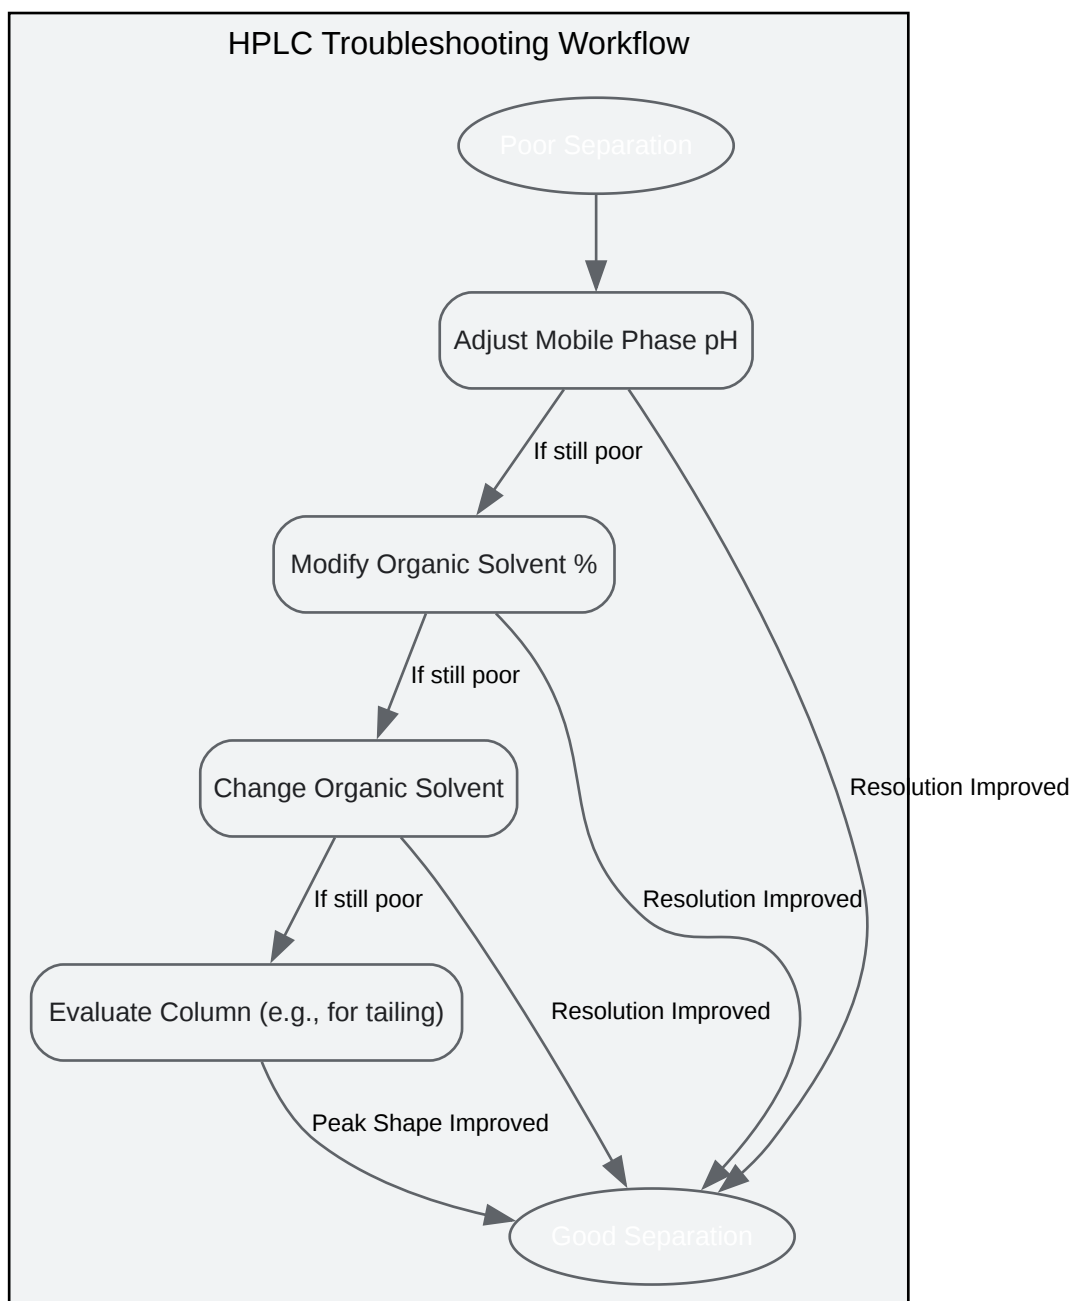 HPLC Troubleshooting Workflow
Poor Separation
Adjust Mobile Phase pH
If still poor
Modify Organic Solvent %
If still poor
Change Organic Solvent
Resolution Improved
If still poor
Resolution Improved
Evaluate Column (e.g., for tailing)
Resolution Improved
Peak Shape Improved
Good Separation